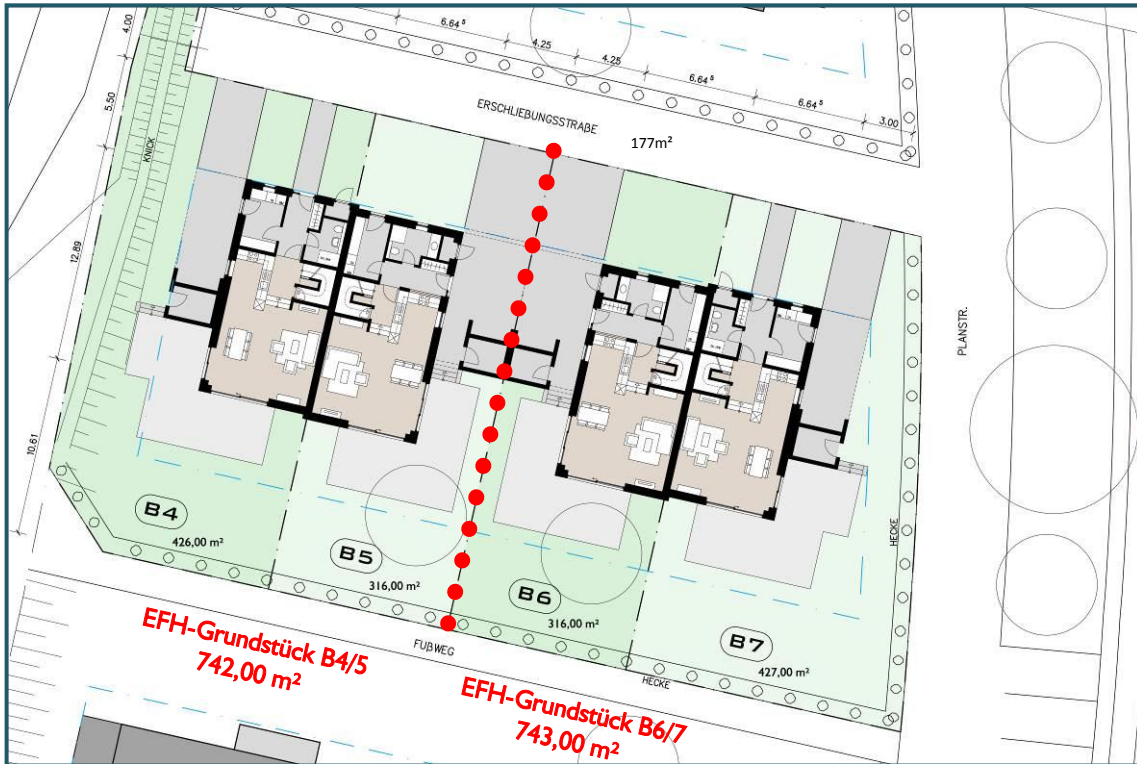 6.64⁵
4.25
4.25
6.64⁵
6.64⁵
3.00
4.00
5.50
12.89
10.61
KNICK
ERSCHLIEßUNGSSTRAßE
177m²
PLANSTR.
HECKE
B4
426,00 m²
B5
316,00 m²
B6
316,00 m²
B7
427,00 m²
FUßWEG
HECKE
EFH-Grundstück B4/5
742,00 m²
EFH-Grundstück B6/7
743,00 m²